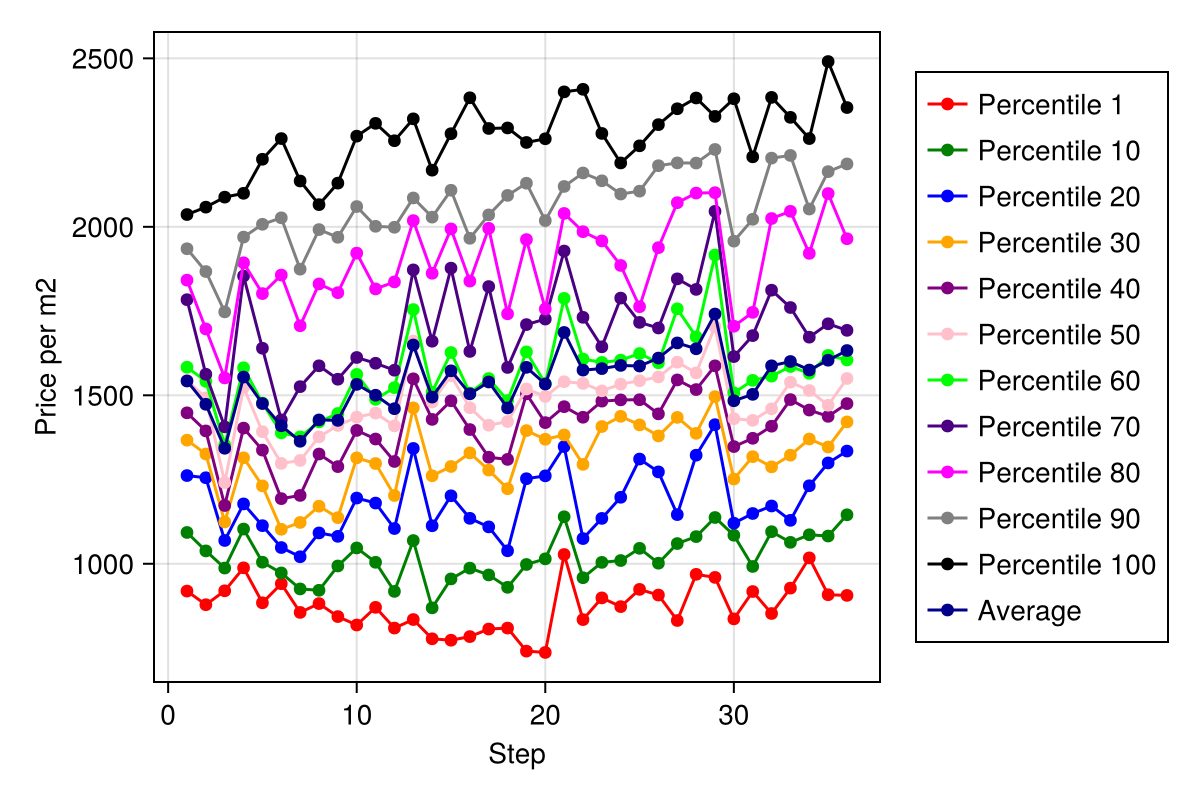 2500
2000
1500
1000
Price per m2
0
10
20
30
Step
Percentile 1
Percentile 10
Percentile 20
Percentile 30
Percentile 40
Percentile 50
Percentile 60
Percentile 70
Percentile 80
Percentile 90
Percentile 100
Average